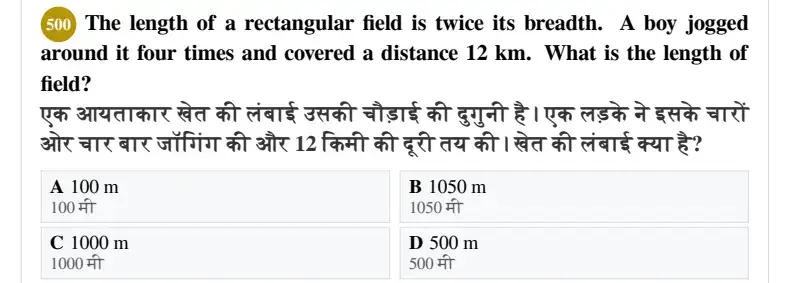 500 The length of a rectangular field is twice its breadth. A boy jogged
around it four times and covered a distance 12 km. What is the length of
field?
एक आयताकार खेत की लंबाई उसकी चौड़ाई की दुगुनी है। एक लड़के ने इसके चारों
ओर चार बार जॉगिंग की और 12 किमी की दूरी तय की। खेत की लंबाई क्या है?
A 100 m
100 मी
B 1050 m
1050 मी
C 1000 m
1000 मी
D 500 m
500 मी